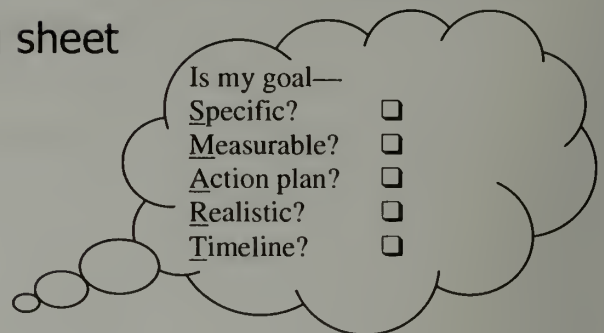 sheet
Is my goal—
Specific? ❑
Measurable? ❑
Action plan? ❑
Realistic? ❑
Timeline? ❑